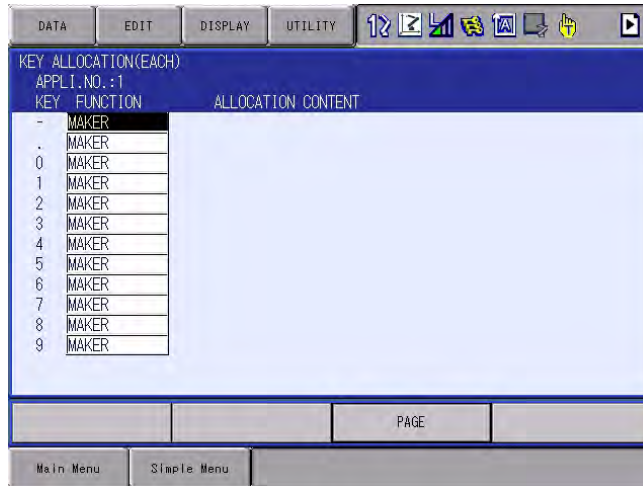 DATA EDIT DISPLAY UTILITY
KEY ALLOCATION(EACH)
APPLI.NO.:1
KEY FUNCTION ALLOCATION CONTENT
- MAKER
. MAKER
0 MAKER
1 MAKER
2 MAKER
3 MAKER
4 MAKER
5 MAKER
6 MAKER
7 MAKER
8 MAKER
9 MAKER
PAGE
Main Menu Simple Menu